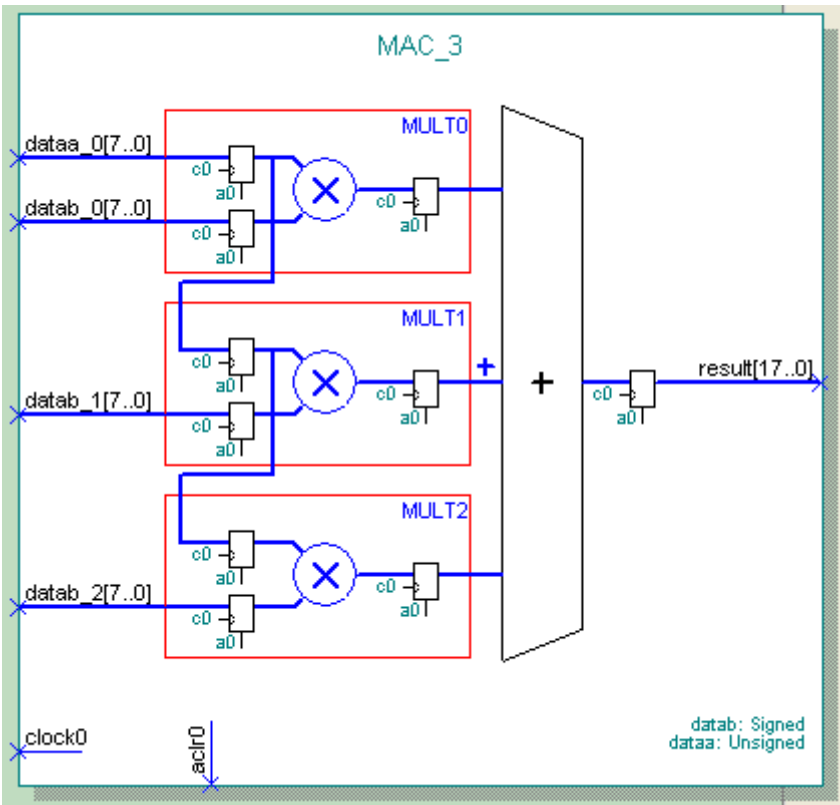 MAC_3
MULT0
dataa_0[7..0]
c0
a0
datab_0[7..0]
c0
a0
c0
a0
MULT1
c0
a0
datab_1[7..0]
c0
a0
c0
a0
+
+
result[17..0]
c0
a0
MULT2
c0
a0
datab_2[7..0]
c0
a0
c0
a0
clock0
aclr0
datab: Signed
dataa: Unsigned